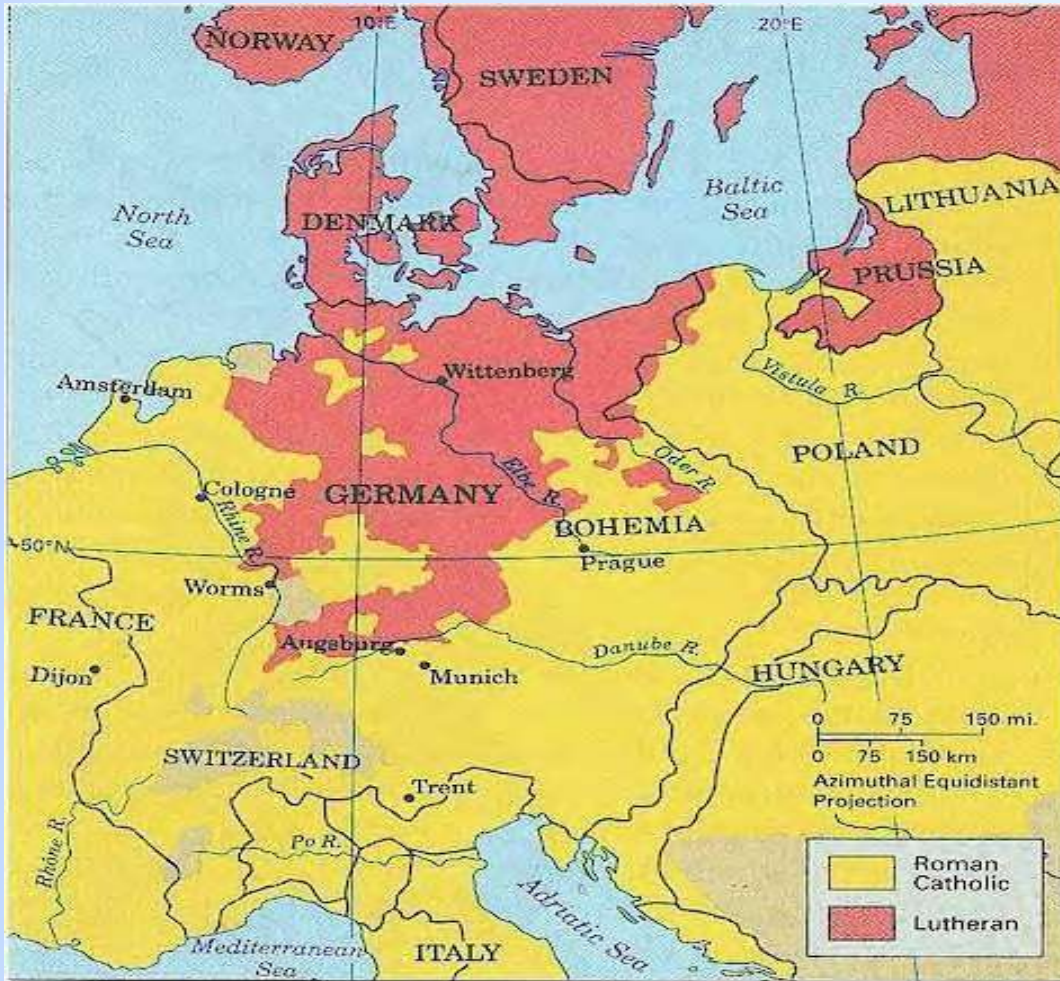 10°E
20°E
NORWAY
SWEDEN
North
Sea
DENMARK
Baltic
Sea
LITHUANIA
PRUSSIA
Amsterdam
Wittenberg
Vistula R.
Cologne
GERMANY
Elbe R.
Oder R.
POLAND
Rhine R.
BOHEMIA
50°N
Prague
Worms
FRANCE
Augsburg
Danube R.
Dijon
Munich
HUNGARY
0 75 150 mi.
0 75 150 km
Azimuthal Equidistant
Projection
SWITZERLAND
Trent
Po R.
Rhône R.
Adriatic Sea
Mediterranean
Sea
ITALY
Roman
Catholic
Lutheran